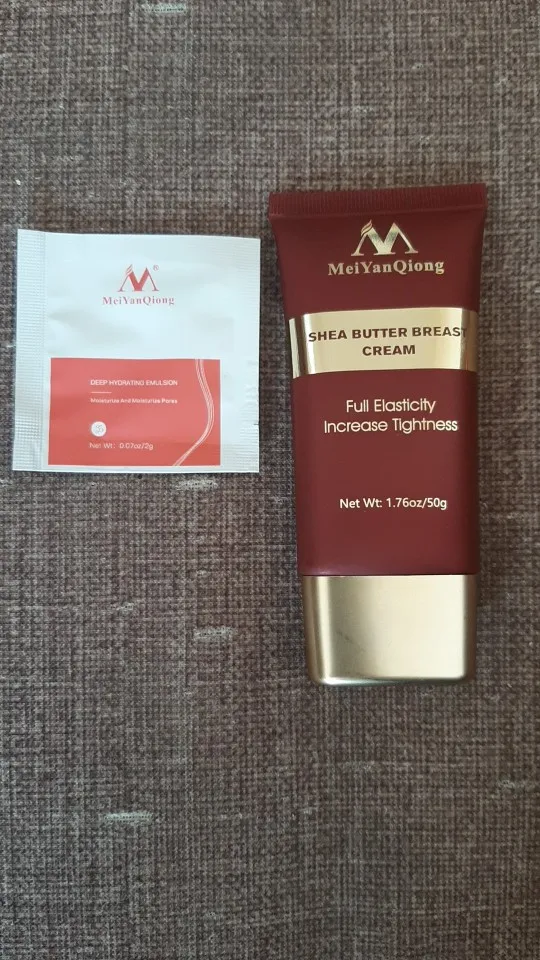 MeiYanQiong
DEEP HYDRATING EMULSION
Moisturize And Moisturize Pores
Net Wt: 0.07oz/2g
MeiYanQiong
SHEA BUTTER BREAST
CREAM
Full Elasticity
Increase Tightness
Net Wt: 1.76oz/50g